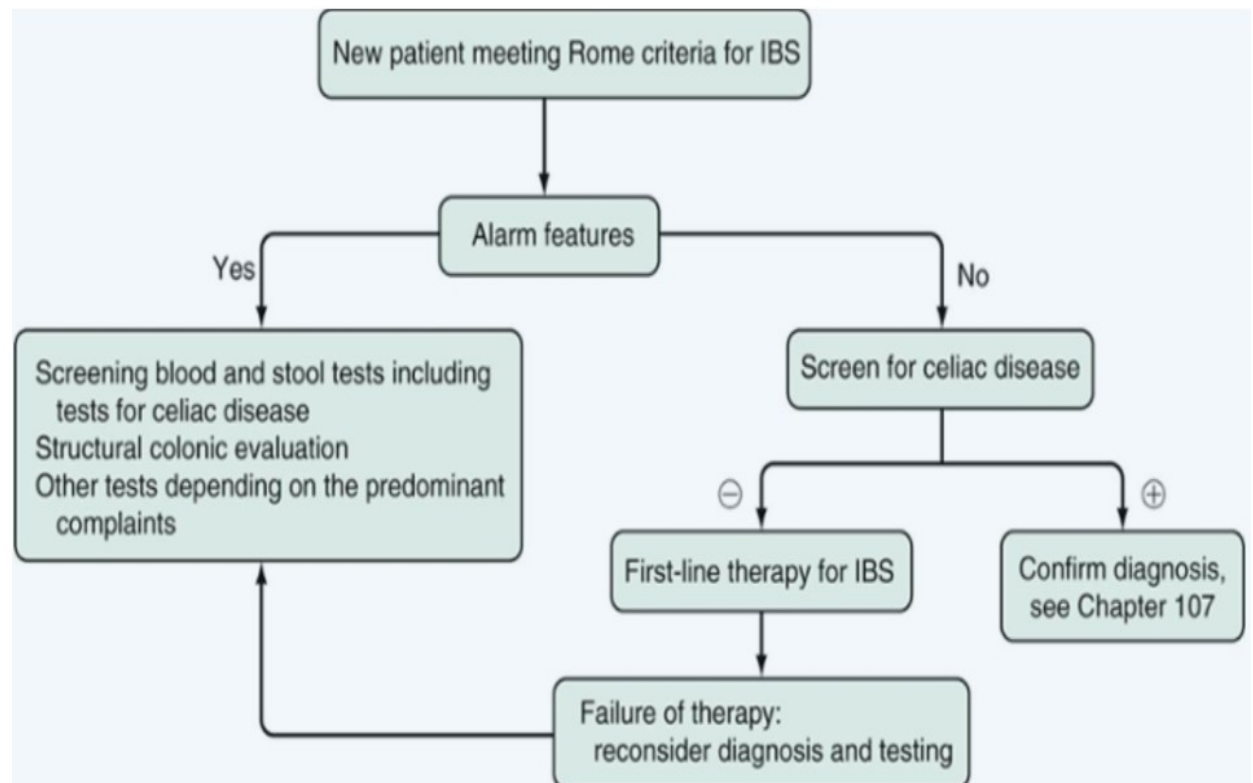 New patient meeting Rome criteria for IBS
Alarm features
Yes
No
Screening blood and stool tests including
tests for celiac disease
Structural colonic evaluation
Other tests depending on the predominant
complaints
Screen for celiac disease
⊖
⊕
First-line therapy for IBS
Confirm diagnosis,
see Chapter 107
Failure of therapy:
reconsider diagnosis and testing